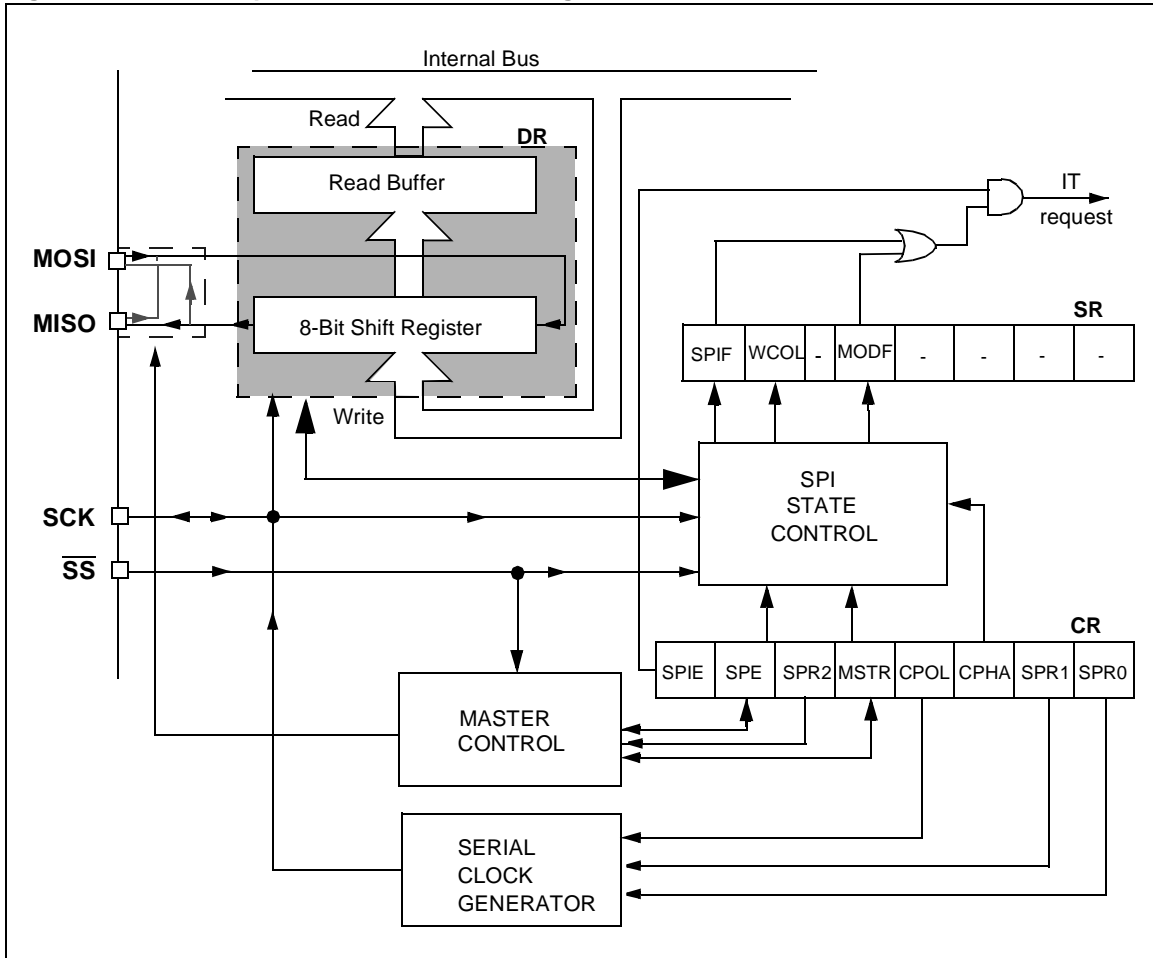 Internal Bus
Read
DR
Read Buffer
IT
request
MOSI
MISO
8-Bit Shift Register
SR
SPIF WCOL - MODF - - - -
Write
SPI
STATE
CONTROL
SCK
SS
CR
SPIE SPE SPR2 MSTR CPOL CPHA SPR1 SPR0
MASTER
CONTROL
SERIAL
CLOCK
GENERATOR